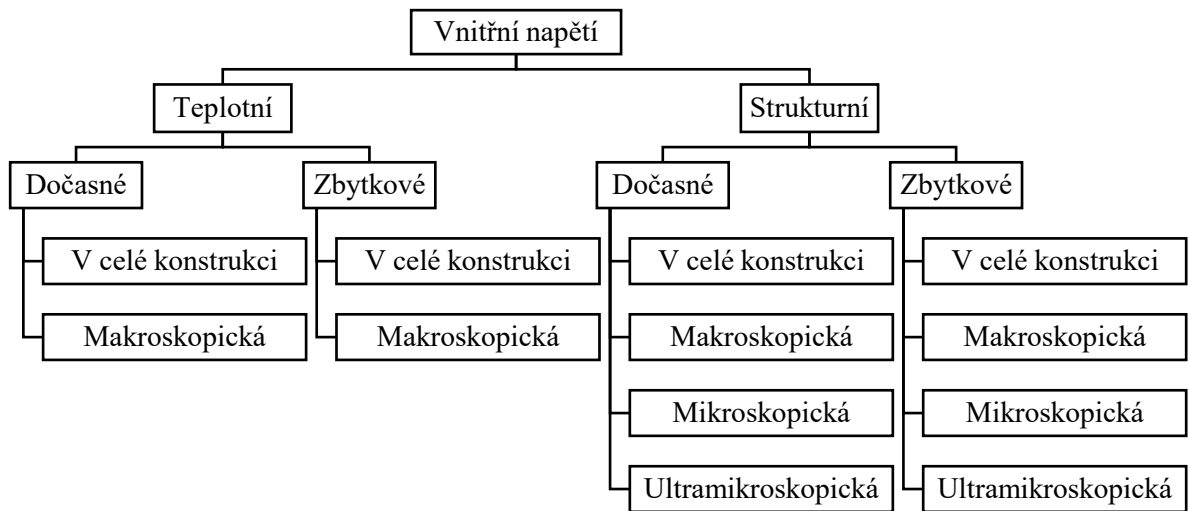 Vnitřní napětí
Teplotní
Strukturní
Dočasné
Zbytkové
Dočasné
Zbytkové
V celé konstrukci
V celé konstrukci
V celé konstrukci
V celé konstrukci
Makroskopická
Makroskopická
Makroskopická
Makroskopická
Mikroskopická
Mikroskopická
Ultramikroskopická
Ultramikroskopická